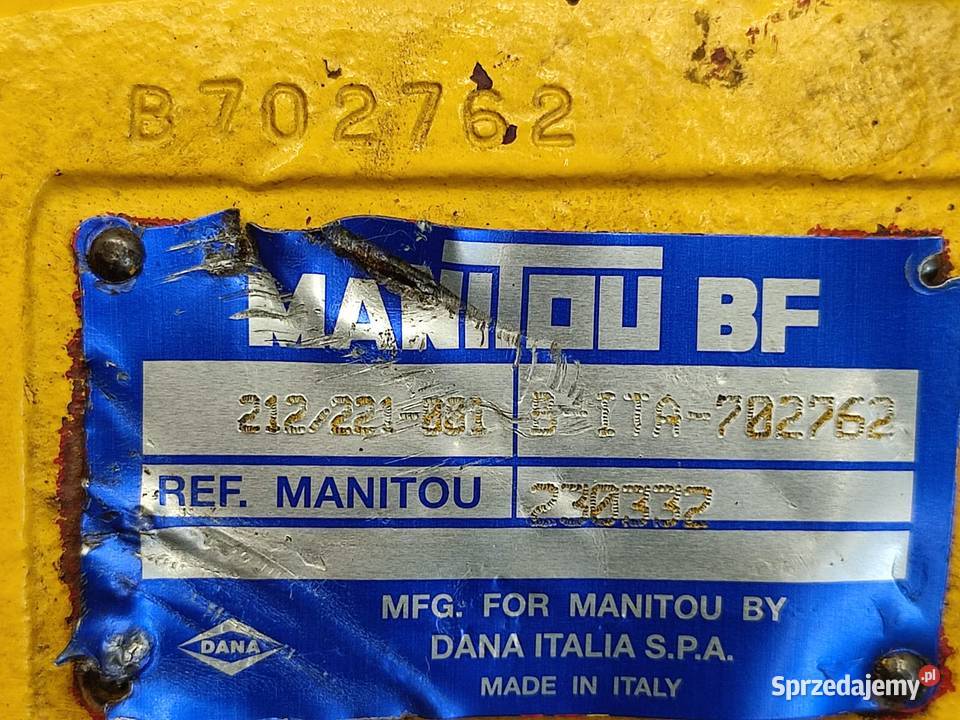 B702762
MANITOU BF
212/221-081 B-ITA-702762
REF. MANITOU 230332
MFG. FOR MANITOU BY
DANA ITALIA S.P.A.
MADE IN ITALY
DANA
Sprzedajemy.pl